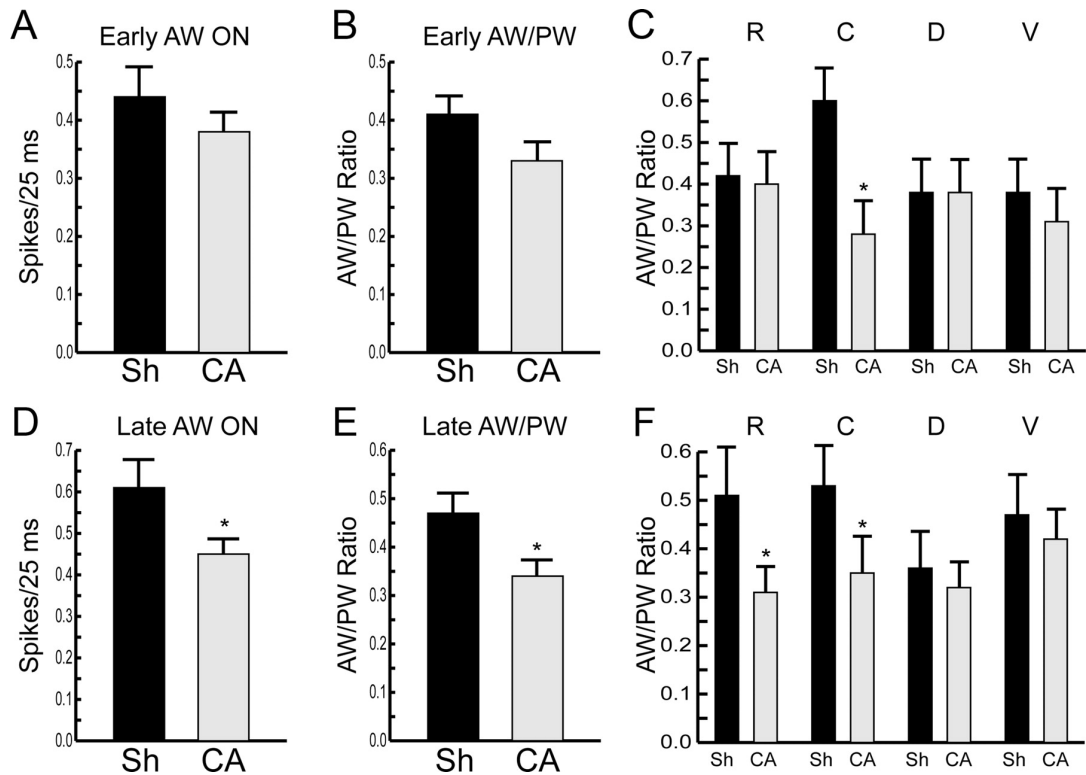 A
Early AW ON
Spikes/25 ms
0.5
0.4
0.3
0.2
0.1
0.0
Sh CA
B
Early AW/PW
AW/PW Ratio
0.5
0.4
0.3
0.2
0.1
0.0
Sh CA
C
R C D V
AW/PW Ratio
0.7
0.6
0.5
0.4
0.3
0.2
0.1
0.0
*
Sh CA Sh CA Sh CA Sh CA
D
Late AW ON
Spikes/25 ms
0.7
0.6
0.5
0.4
0.3
0.2
0.1
0.0
*
Sh CA
E
Late AW/PW
AW/PW Ratio
0.6
0.5
0.4
0.3
0.2
0.1
0.0
*
Sh CA
F
R C D V
AW/PW Ratio
0.6
0.5
0.4
0.3
0.2
0.1
0.0
* *
Sh CA Sh CA Sh CA Sh CA